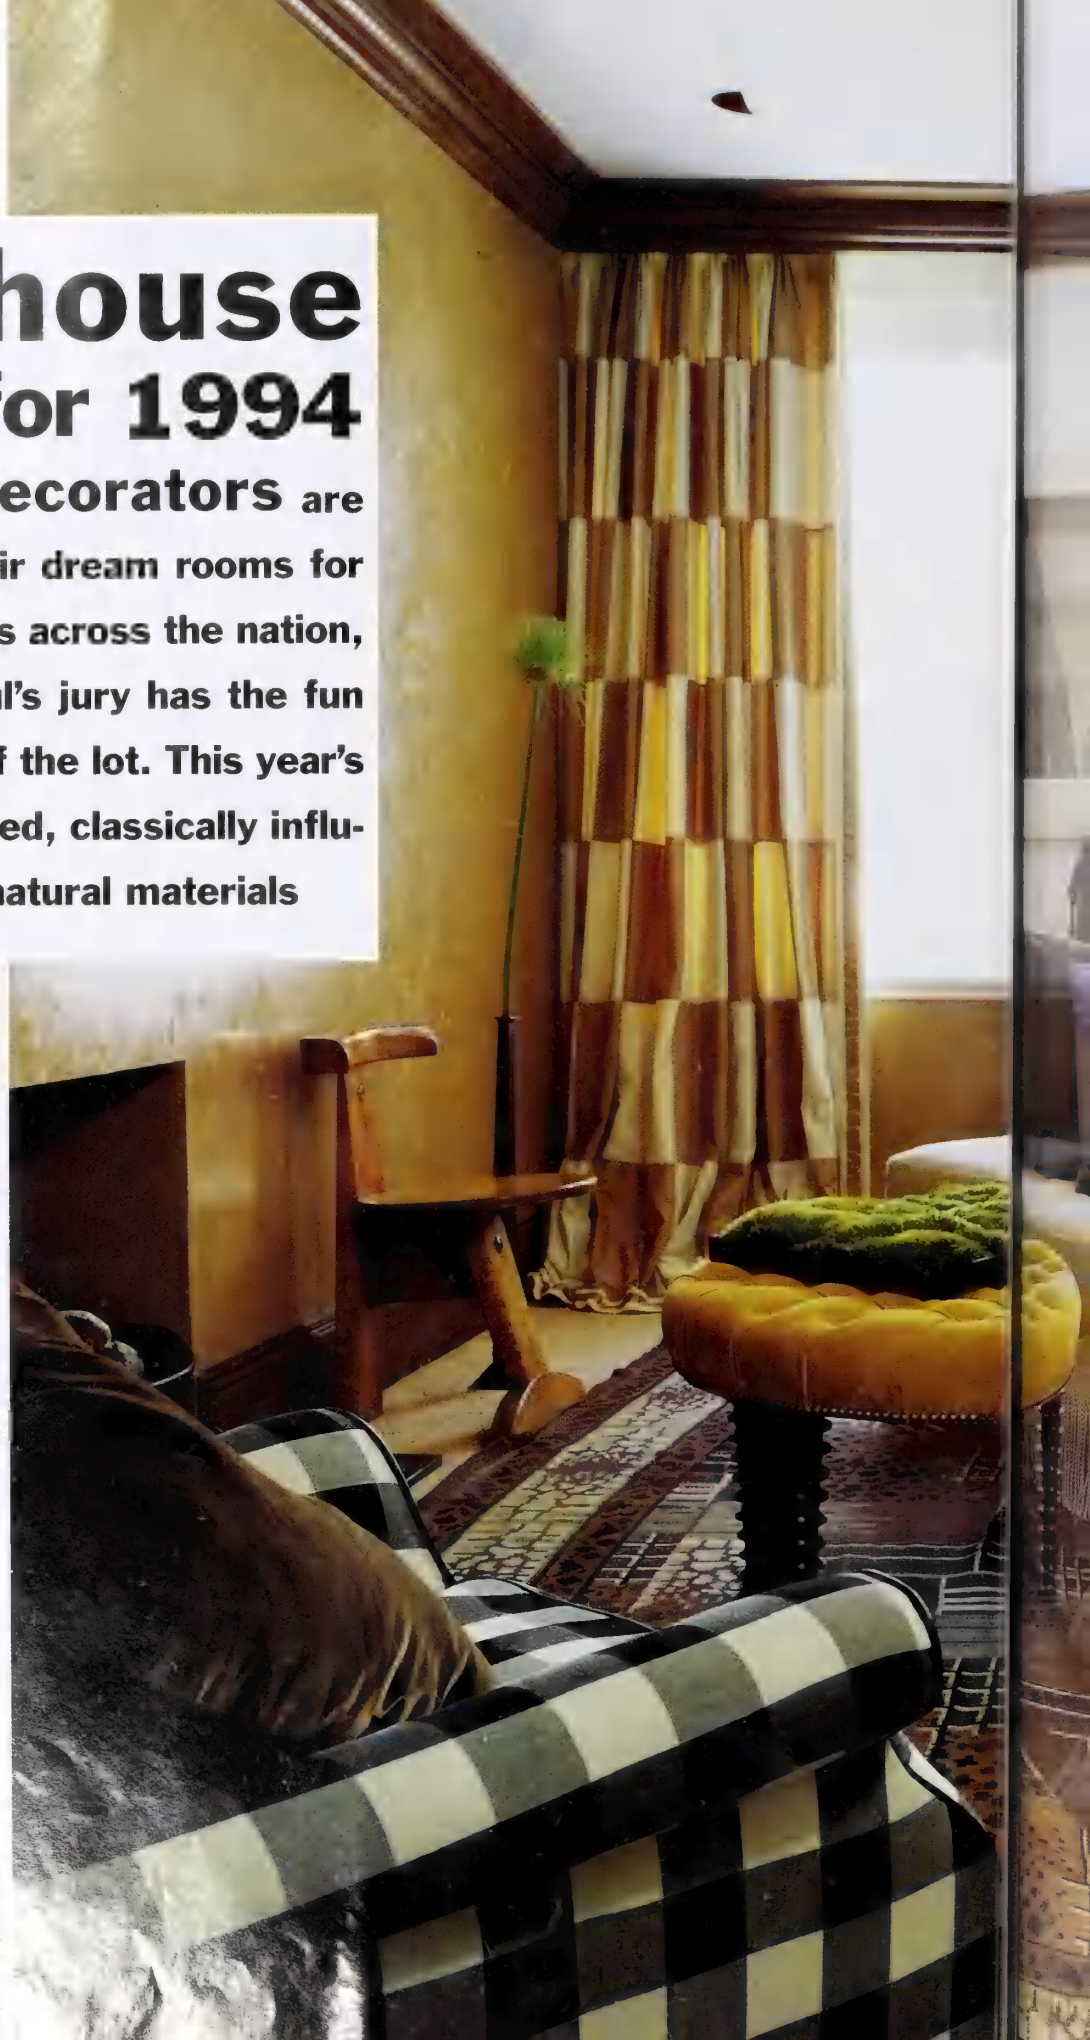 house
for 1994
ecorators are
ir dream rooms for
s across the nation,
l's jury has the fun
f the lot. This year's
ed, classically influ-
natural materials